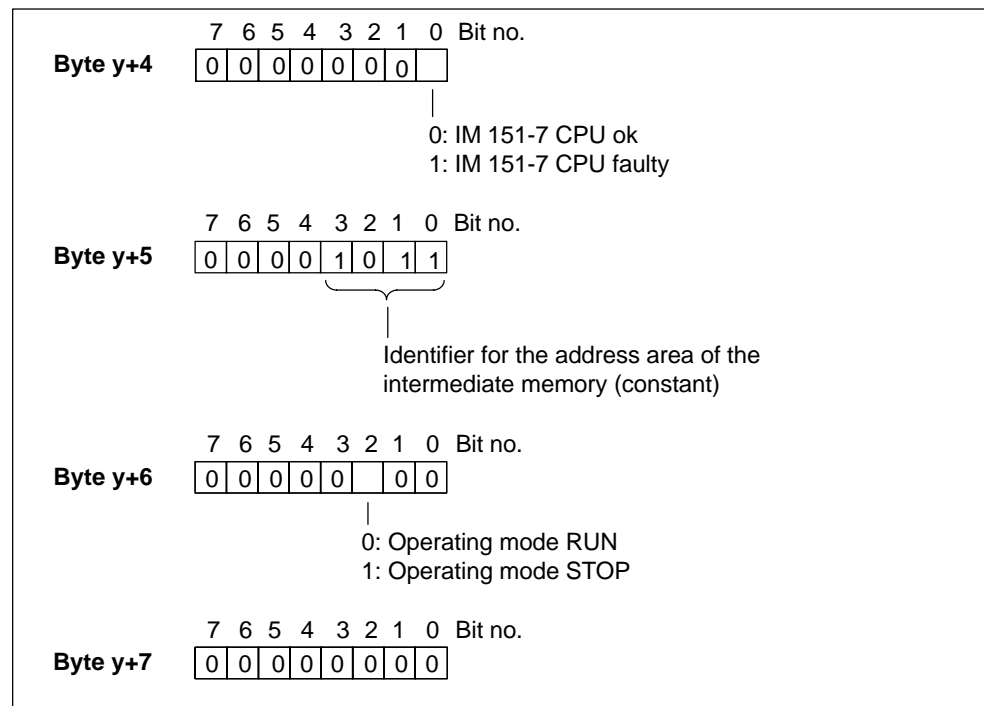 7 6 5 4 3 2 1 0 Bit no.
Byte y+4 0 0 0 0 0 0 0
0: IM 151-7 CPU ok
1: IM 151-7 CPU faulty
7 6 5 4 3 2 1 0 Bit no.
Byte y+5 0 0 0 0 1 0 1 1
Identifier for the address area of the
intermediate memory (constant)
7 6 5 4 3 2 1 0 Bit no.
Byte y+6 0 0 0 0 0 0 0
0: Operating mode RUN
1: Operating mode STOP
7 6 5 4 3 2 1 0 Bit no.
Byte y+7 0 0 0 0 0 0 0 0